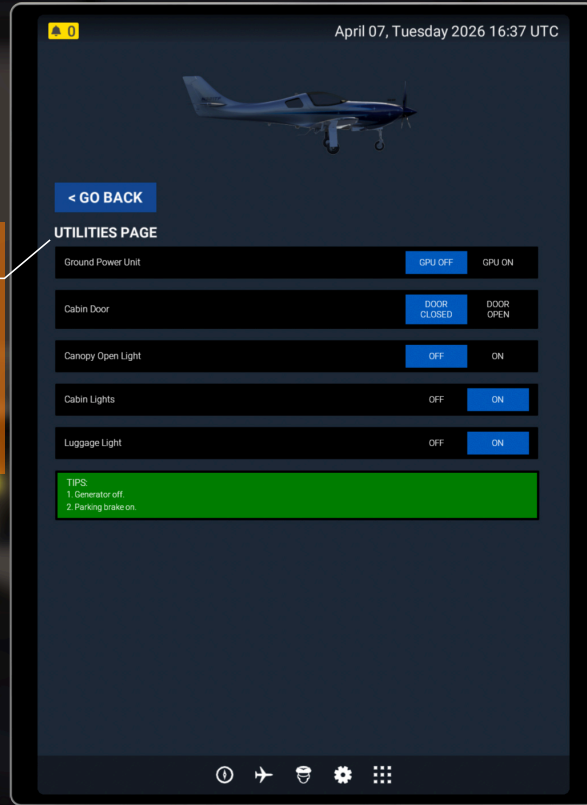 0
April 07, Tuesday 2026 16:37 UTC
< GO BACK
UTILITIES PAGE
Ground Power Unit
GPU OFF
GPU ON
Cabin Door
DOOR
CLOSED
DOOR
OPEN
Canopy Open Light
OFF
ON
Cabin Lights
OFF
ON
Luggage Light
OFF
ON
TIPS:
1. Generator off.
2. Parking brake on.